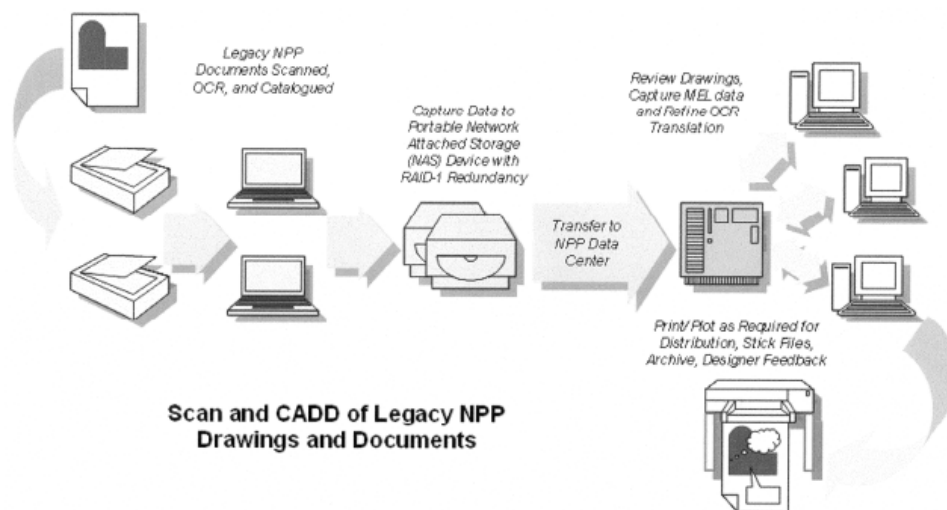 Legacy NPP
Documents Scanned,
OCR, and Catalogued
Capture Data to
Portable Network
Attached Storage
(NAS) Device with
RAID-1 Redundancy
Transfer to
NPP Data
Center
Review Drawings,
Capture MEL data
and Refine OCR
Translation
Print/Plot as Required for
Distribution, Stick Files,
Archive, Designer Feedback
Scan and CADD of Legacy NPP
Drawings and Documents